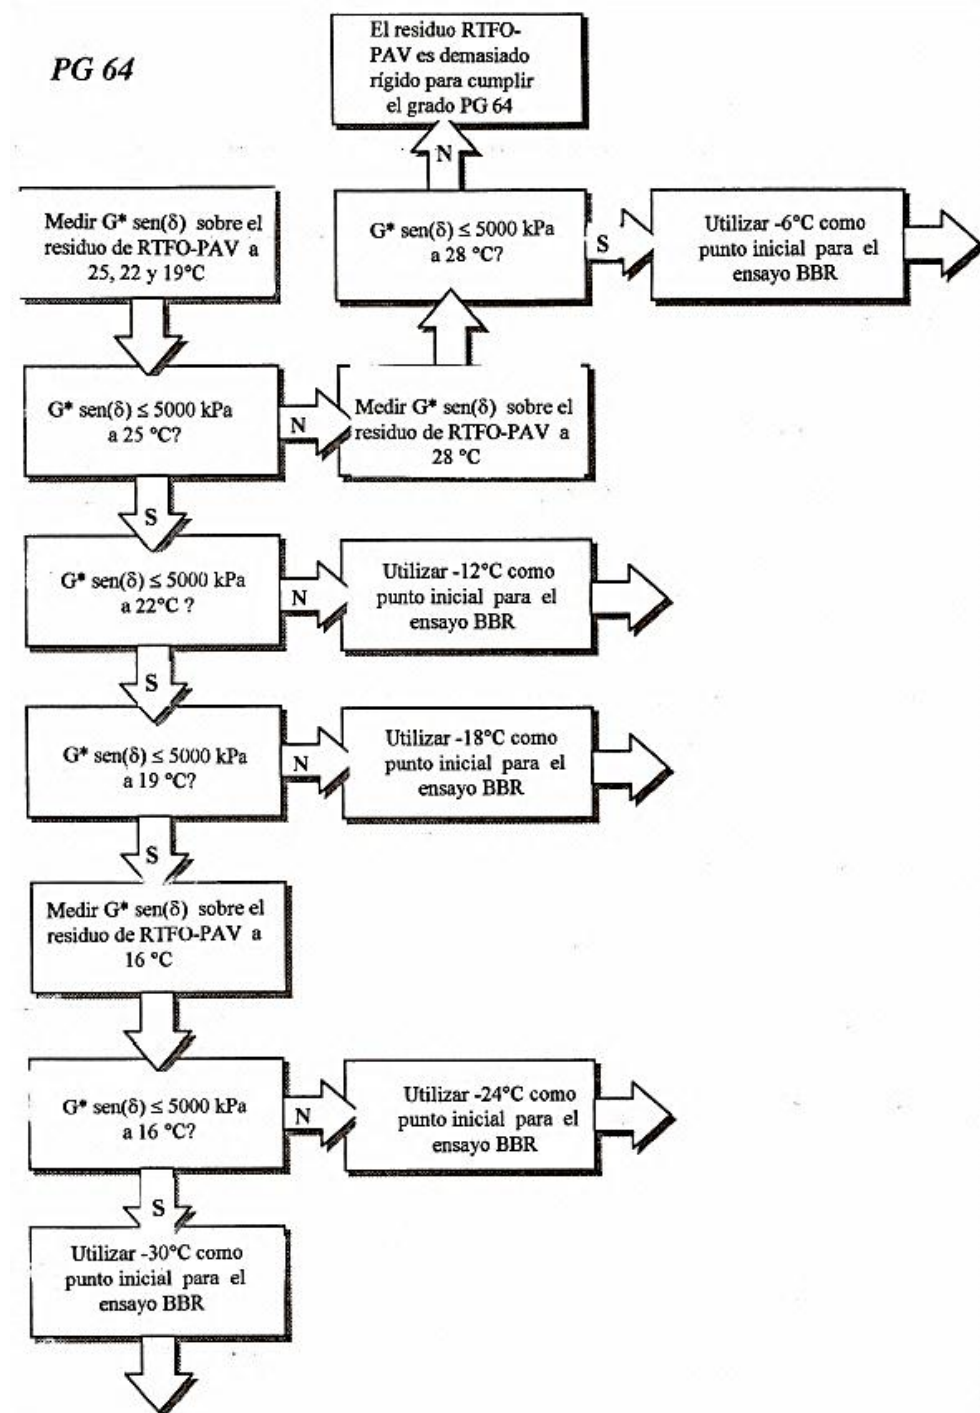 PG 64
El residuo RTFO-
PAV es demasiado
rígido para cumplir
el grado PG 64
N
Medir G* sen(δ) sobre el
residuo de RTFO-PAV a
25, 22 y 19°C
G* sen(δ) ≤ 5000 kPa
a 28 °C?
S
Utilizar -6°C como
punto inicial para el
ensayo BBR
G* sen(δ) ≤ 5000 kPa
a 25 °C?
N
Medir G* sen(δ) sobre el
residuo de RTFO-PAV a
28 °C
S
G* sen(δ) ≤ 5000 kPa
a 22°C ?
N
Utilizar -12°C como
punto inicial para el
ensayo BBR
S
G* sen(δ) ≤ 5000 kPa
a 19 °C?
N
Utilizar -18°C como
punto inicial para el
ensayo BBR
S
Medir G* sen(δ) sobre el
residuo de RTFO-PAV a
16 °C
G* sen(δ) ≤ 5000 kPa
a 16 °C?
N
Utilizar -24°C como
punto inicial para el
ensayo BBR
S
Utilizar -30°C como
punto inicial para el
ensayo BBR